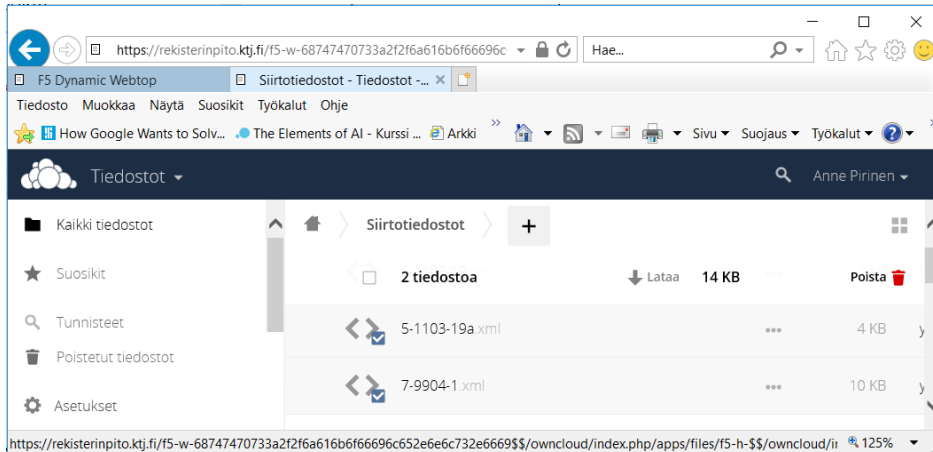 https://rekisterinpito.ktj.fi/f5-w-68747470733a2f2f6a616b6f66696c Hae...
F5 Dynamic Webtop Siirtotiedostot - Tiedostot -...
Tiedosto Muokkaa Näytä Suosikit Työkalut Ohje
How Google Wants to Solv... The Elements of AI - Kurssi ... Arkki Sivu Suojaus Työkalut
Tiedostot Anne Pirinen
Kaikki tiedostot Siirtotiedostot +
Suosikit 2 tiedostoa Lataa 14 KB Poista
Tunnisteet 5-1103-19a.xml ... 4 KB
Poistetut tiedostot
7-9904-1.xml ... 10 KB
Asetukset
https://rekisterinpito.ktj.fi/f5-w-68747470733a2f2f6a616b6f66696c652e6e6c732e6669$$/owncloud/index.php/apps/files/f5-h-$$/owncloud/ir 125%